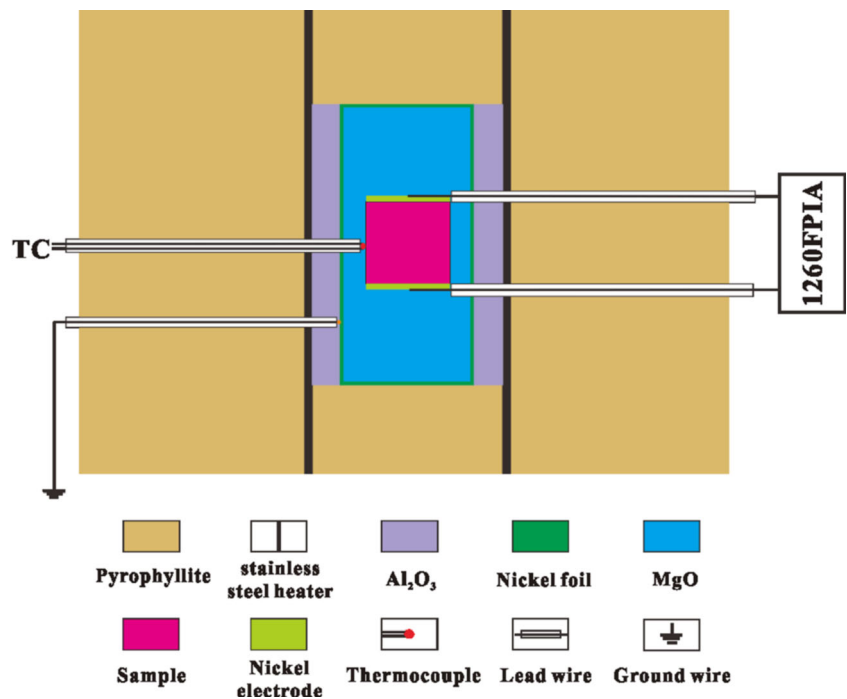 TC
1260FPIA
Pyrophyllite
stainless
steel heater
Al₂O₃
Nickel foil
MgO
Sample
Nickel
electrode
Thermocouple
Lead wire
Ground wire